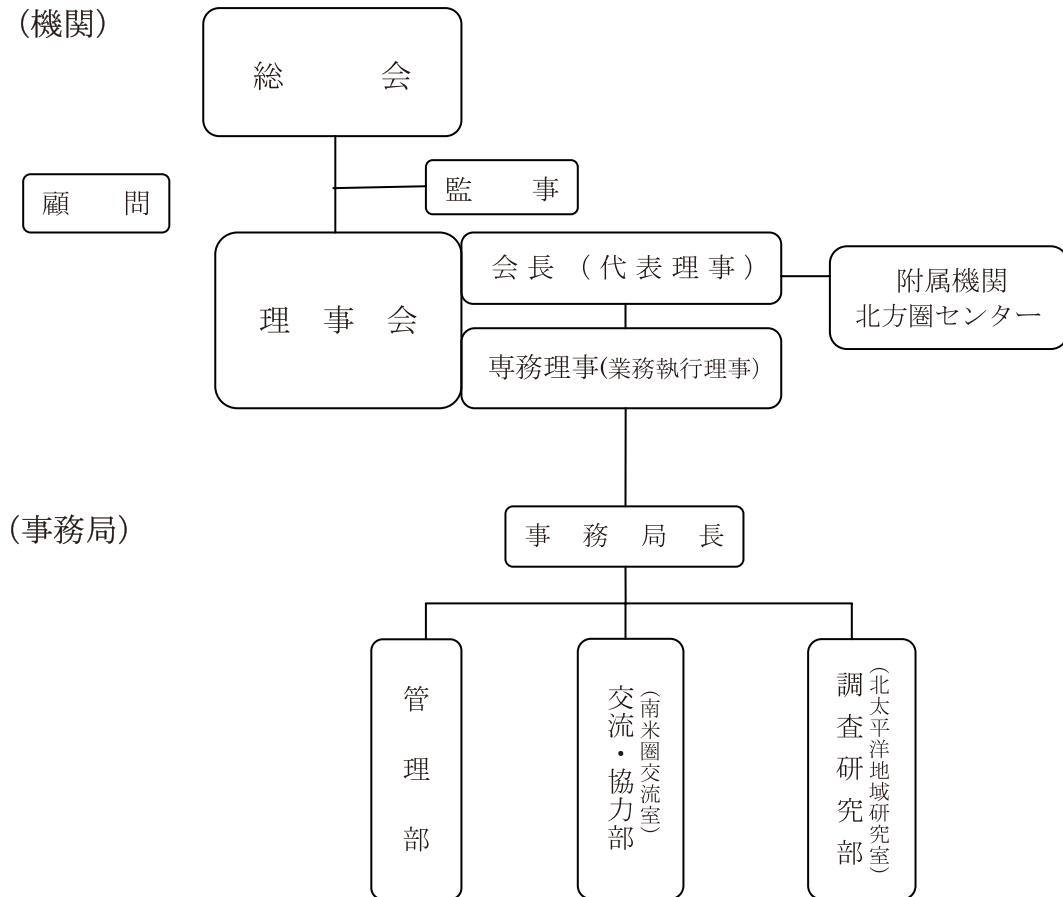 (機関)
総 会
顧 問
監 事
理 事 会
会 長 （ 代 表 理 事 ）
附属機関
北方圏センター
専務理事(業務執行理事)
(事務局)
事 務 局 長
管 理 部
交流・協力部
(南米圏交流室)
調 査 研 究 部
(北太平洋地域研究室)